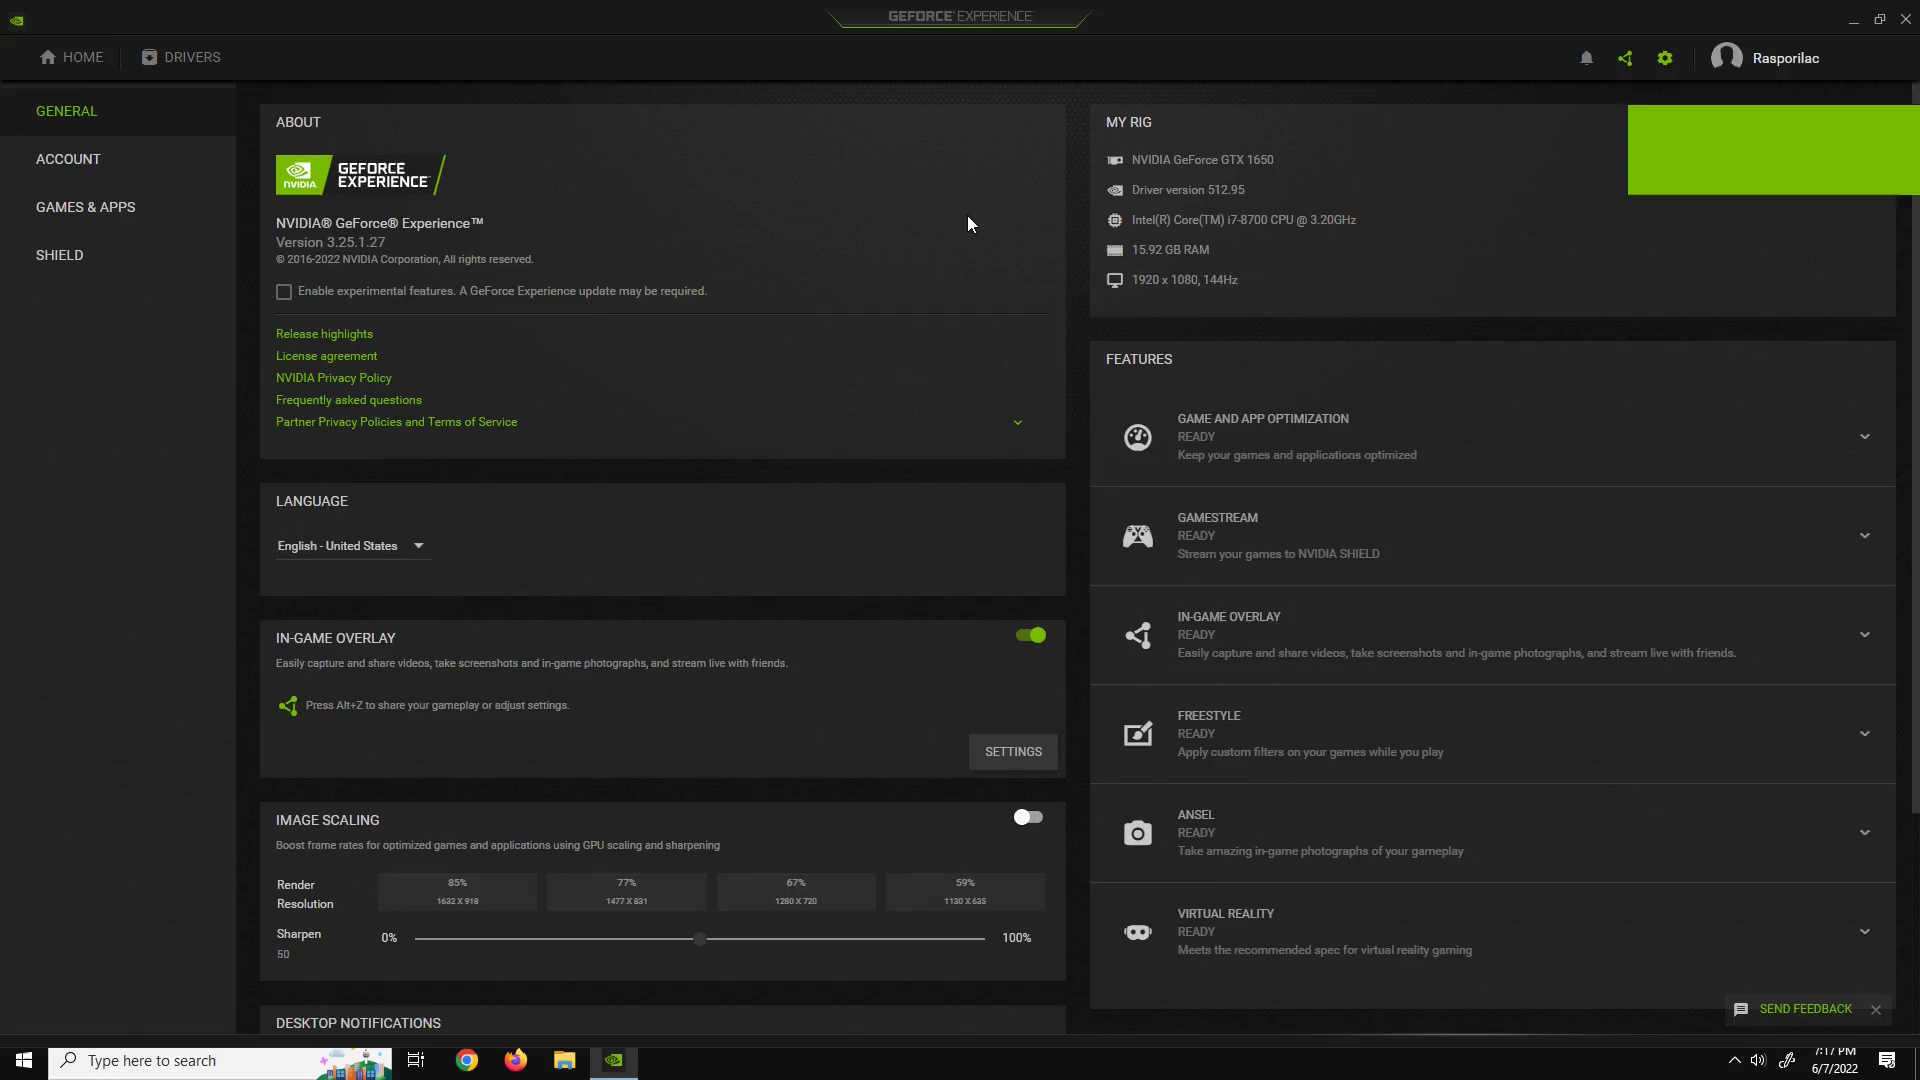 GEFORCE EXPERIENCE
HOME
DRIVERS
Rasporilac
GENERAL
ACCOUNT
GAMES & APPS
SHIELD
ABOUT
NVIDIA
GEFORCE
EXPERIENCE
NVIDIA® GeForce® Experience™
Version 3.25.1.27
© 2016-2022 NVIDIA Corporation, All rights reserved.
Enable experimental features. A GeForce Experience update may be required.
Release highlights
License agreement
NVIDIA Privacy Policy
Frequently asked questions
Partner Privacy Policies and Terms of Service
LANGUAGE
English - United States
IN-GAME OVERLAY
Easily capture and share videos, take screenshots and in-game photographs, and stream live with friends.
Press Alt+Z to share your gameplay or adjust settings.
SETTINGS
IMAGE SCALING
Boost frame rates for optimized games and applications using GPU scaling and sharpening
Render
Resolution
85%
1632 X 918
77%
1477 X 831
67%
1280 X 720
59%
1130 X 635
Sharpen
50
0%
100%
DESKTOP NOTIFICATIONS
MY RIG
NVIDIA GeForce GTX 1650
Driver version 512.95
Intel(R) Core(TM) i7-8700 CPU @ 3.20GHz
15.92 GB RAM
1920 x 1080, 144Hz
FEATURES
GAME AND APP OPTIMIZATION
READY
Keep your games and applications optimized
GAMESTREAM
READY
Stream your games to NVIDIA SHIELD
IN-GAME OVERLAY
READY
Easily capture and share videos, take screenshots and in-game photographs, and stream live with friends.
FREESTYLE
READY
Apply custom filters on your games while you play
ANSEL
READY
Take amazing in-game photographs of your gameplay
VIRTUAL REALITY
READY
Meets the recommended spec for virtual reality gaming
SEND FEEDBACK
Type here to search
7:17 PM
6/7/2022